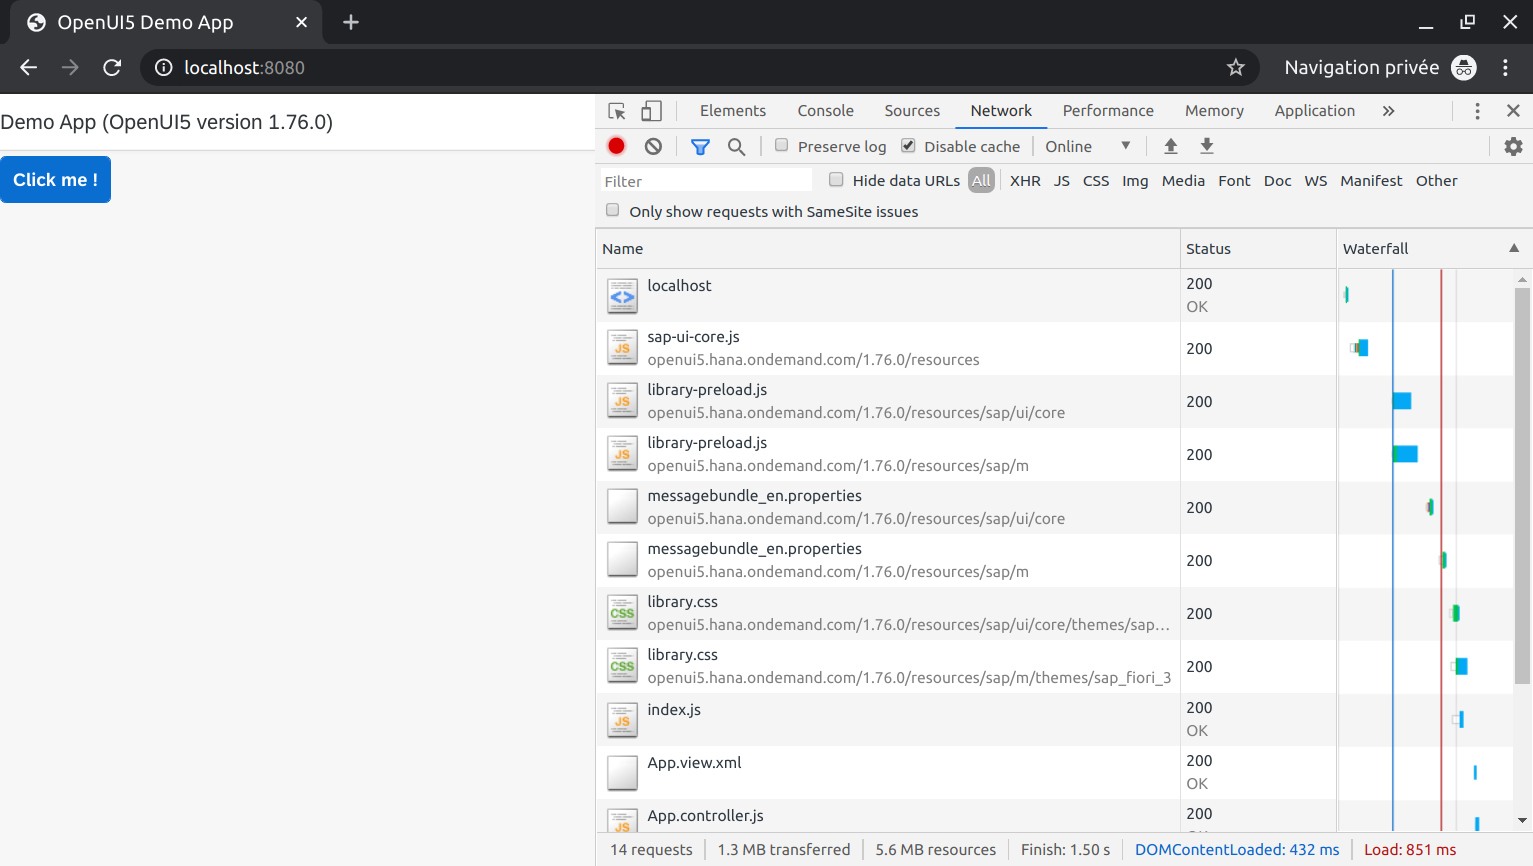 OpenUI5 Demo App
localhost:8080
Navigation privée
Demo App (OpenUI5 version 1.76.0)
Click me !
Elements Console Sources Network Performance Memory Application »
Preserve log Disable cache Online
Filter Hide data URLs All XHR JS CSS Img Media Font Doc WS Manifest Other
Only show requests with SameSite issues
Name Status Waterfall
localhost 200
OK
sap-ui-core.js
openui5.hana.ondemand.com/1.76.0/resources 200
library-preload.js
openui5.hana.ondemand.com/1.76.0/resources/sap/ui/core 200
library-preload.js
openui5.hana.ondemand.com/1.76.0/resources/sap/m 200
messagebundle_en.properties
openui5.hana.ondemand.com/1.76.0/resources/sap/ui/core 200
messagebundle_en.properties
openui5.hana.ondemand.com/1.76.0/resources/sap/m 200
library.css
openui5.hana.ondemand.com/1.76.0/resources/sap/ui/core/themes/sap… 200
library.css
openui5.hana.ondemand.com/1.76.0/resources/sap/m/themes/sap_fiori_3 200
index.js 200
OK
App.view.xml 200
OK
App.controller.js 200
14 requests 1.3 MB transferred 5.6 MB resources Finish: 1.50 s DOMContentLoaded: 432 ms Load: 851 ms